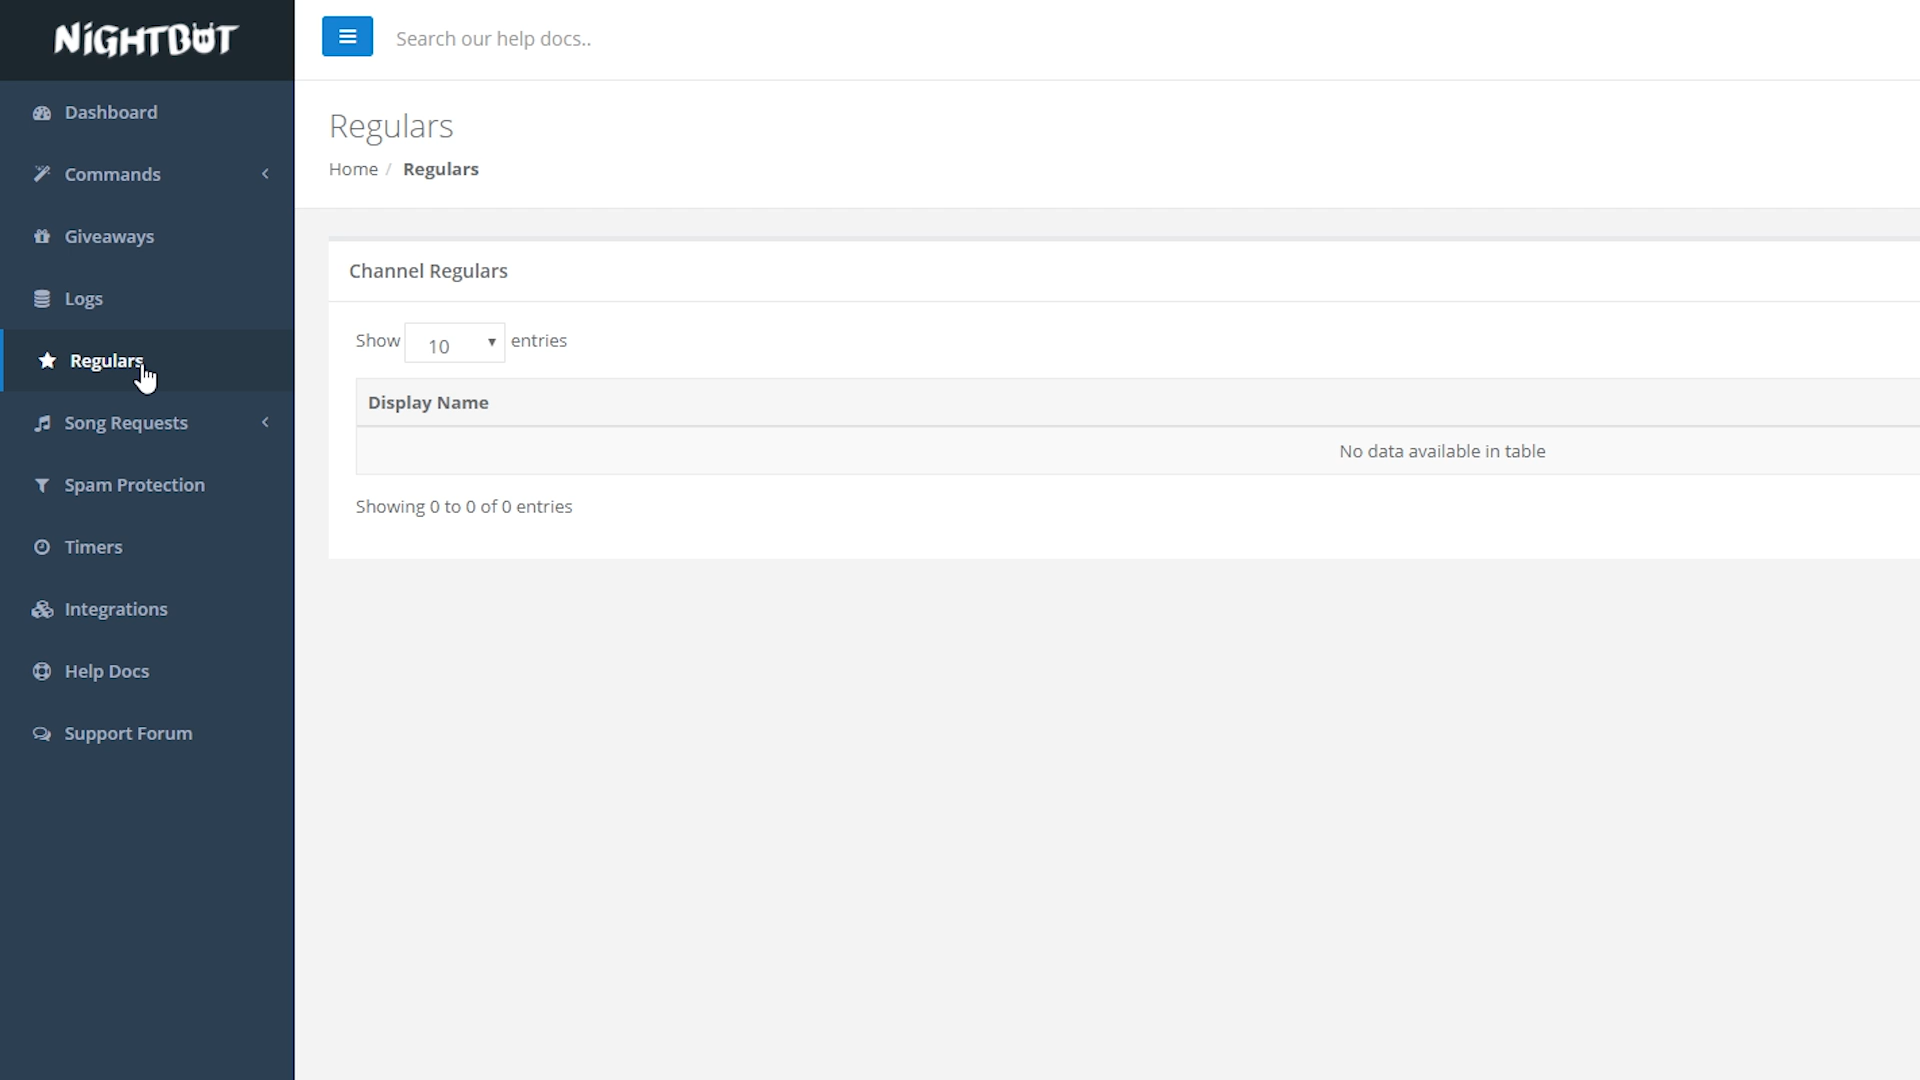 NiGHTBOT
Search our help docs..
Dashboard
Commands
Giveaways
Logs
Regulars
Song Requests
Spam Protection
Timers
Integrations
Help Docs
Support Forum
Regulars
Home / Regulars
Channel Regulars
Show 10 entries
Display Name
No data available in table
Showing 0 to 0 of 0 entries